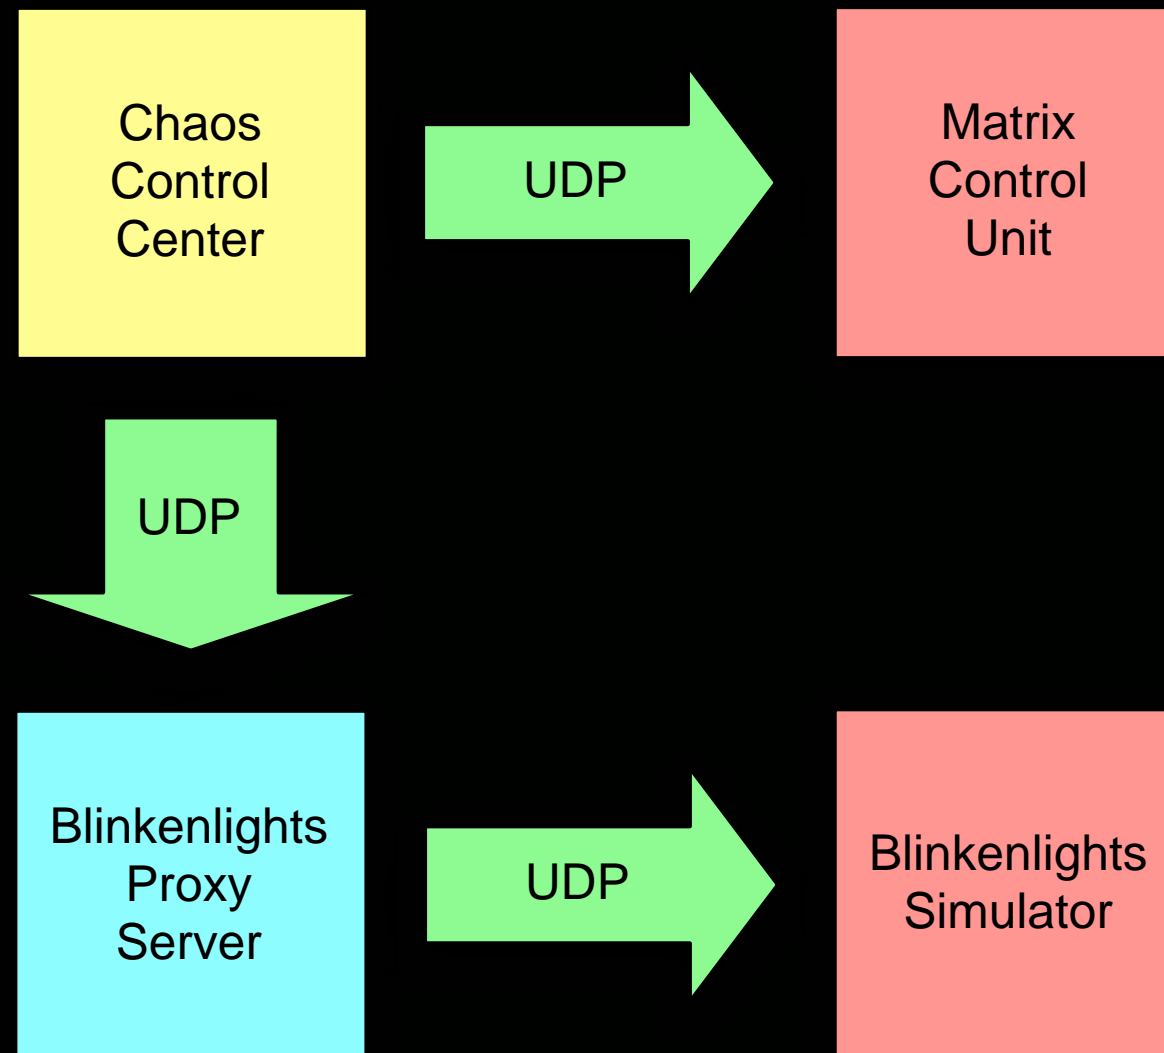 Chaos
Control
Center
UDP
Matrix
Control
Unit
UDP
Blinkenlights
Proxy
Server
UDP
Blinkenlights
Simulator